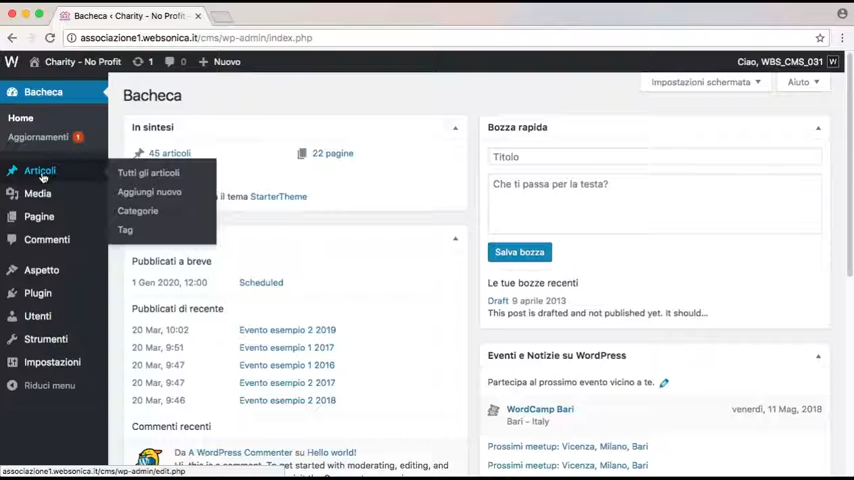 Bacheca ‹ Charity - No Profit -
associazione1.websonica.it/cms/wp-admin/index.php
Charity - No Profit 1 0 Nuovo
Ciao, WBS_CMS_031
Bacheca
Home
Aggiornamenti 1
Articoli
Media
Pagine
Commenti
Aspetto
Plugin
Utenti
Strumenti
Impostazioni
Riduci menu
Tutti gli articoli
Aggiungi nuovo
Categorie
Tag
Impostazioni schermata
Aiuto
Bacheca
In sintesi
45 articoli
22 pagine
il tema StarterTheme
Pubblicati a breve
1 Gen 2020, 12:00 Scheduled
Pubblicati di recente
20 Mar, 10:02 Evento esempio 2 2019
20 Mar, 9:51 Evento esempio 1 2017
20 Mar, 9:47 Evento esempio 1 2016
20 Mar, 9:47 Evento esempio 2 2017
20 Mar, 9:46 Evento esempio 2 2018
Commenti recenti
Da A WordPress Commenter su Hello world!
Hi, this is a comment. To get started with moderating, editing, and
Bozza rapida
Titolo
Che ti passa per la testa?
Salva bozza
Le tue bozze recenti
Draft 9 aprile 2013
This post is drafted and not published yet. It should...
Eventi e Notizie su WordPress
Partecipa al prossimo evento vicino a te.
WordCamp Bari
venerdì, 11 Mag, 2018
Bari - Italy
Prossimi meetup: Vicenza, Milano, Bari
Prossimi meetup: Vicenza, Milano, Bari
associazione1.websonica.it/cms/wp-admin/edit.php